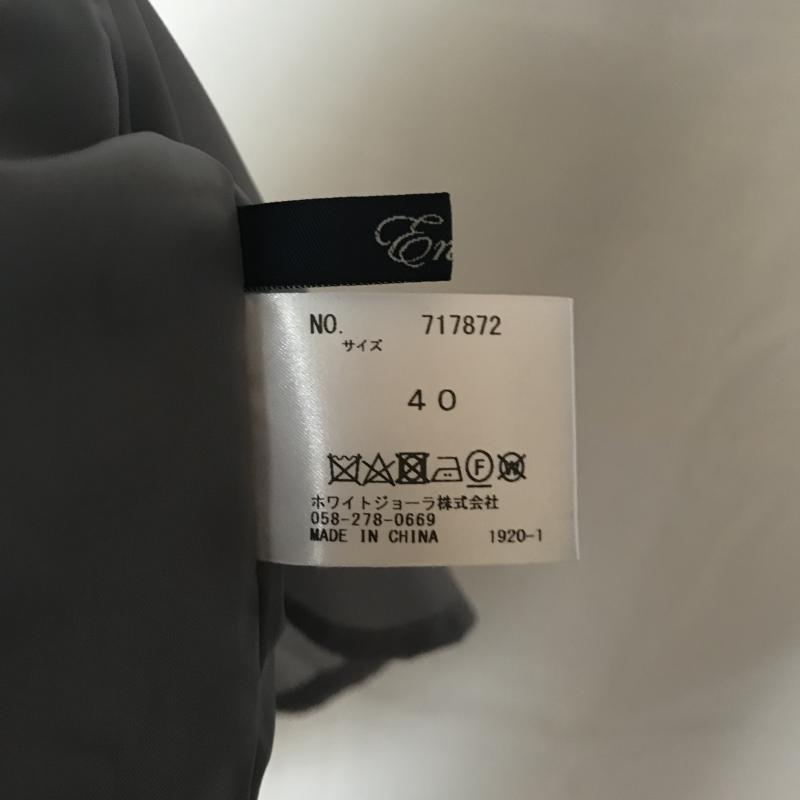 En
NO. 717872
サイズ
40
F W
ホワイトジョーラ株式会社
058-278-0669
MADE IN CHINA 1920-1